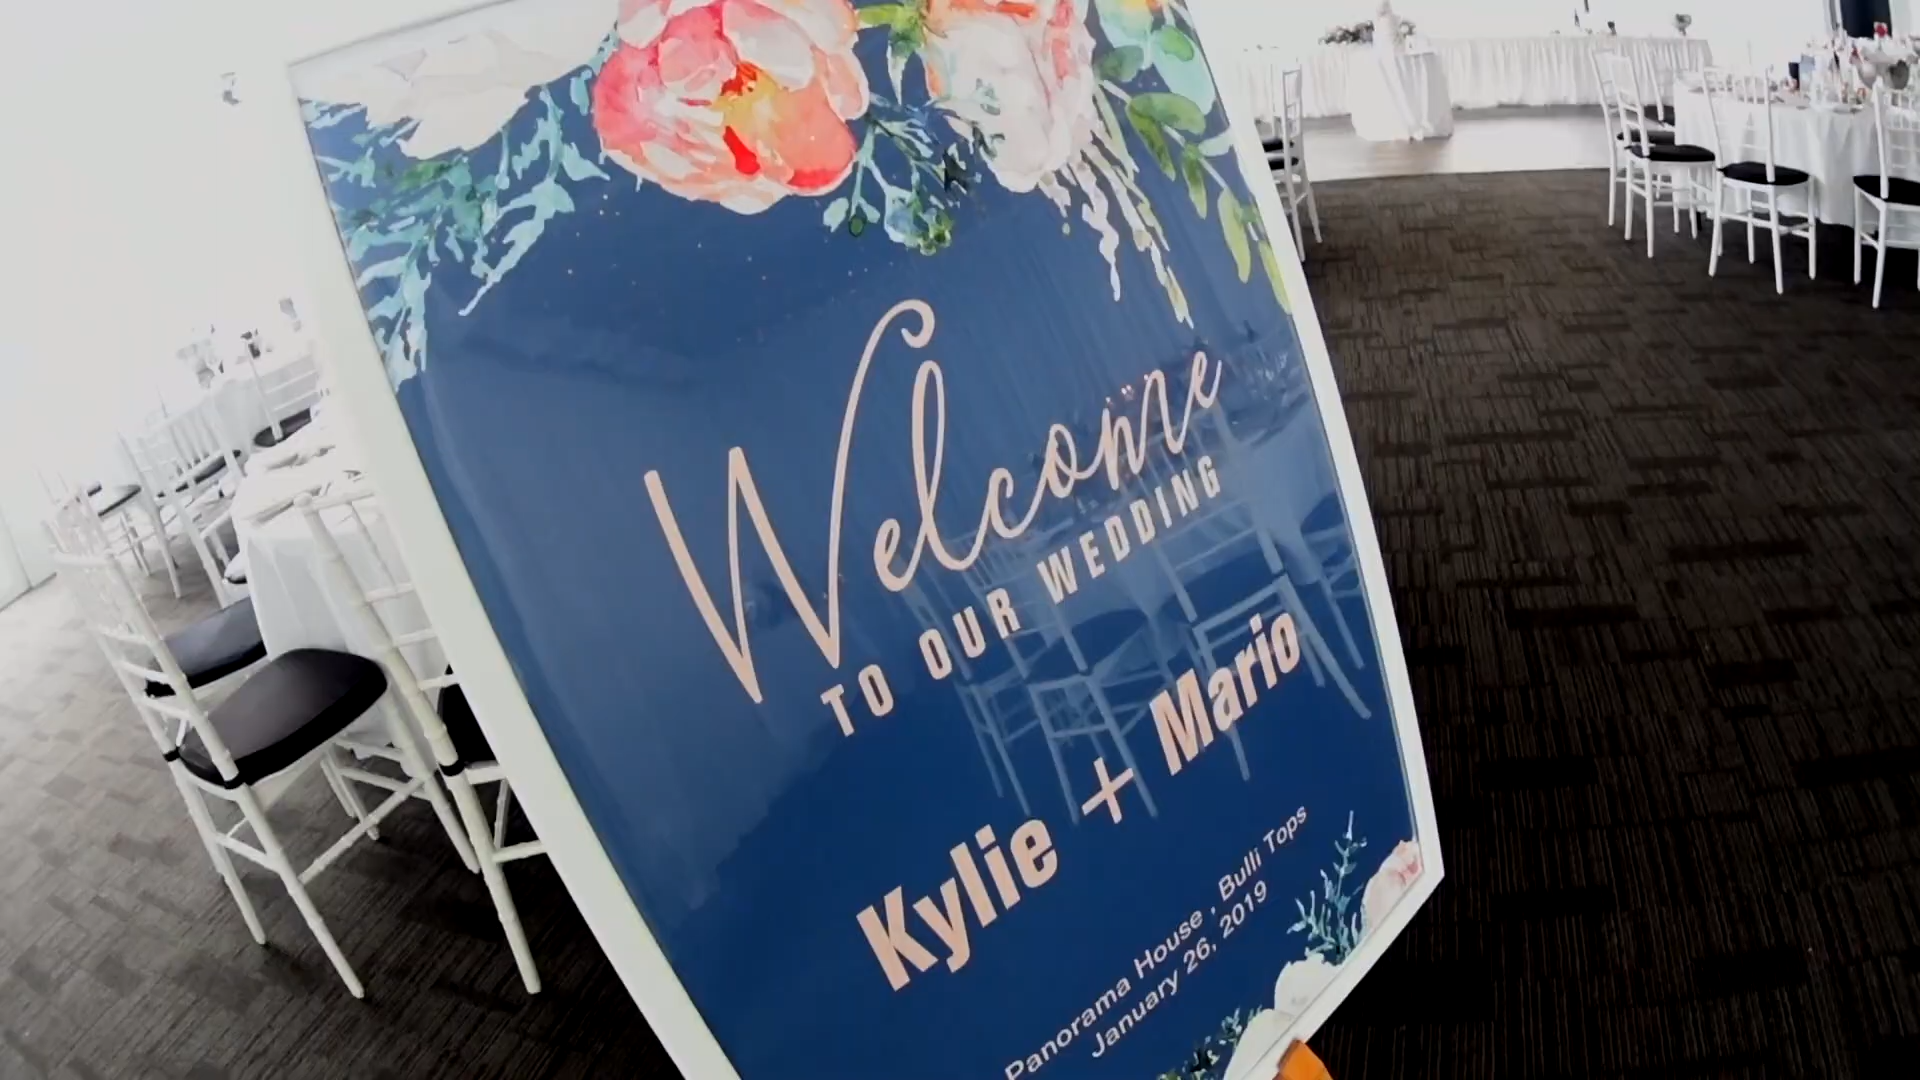 Welcome
TO OUR WEDDING
Kylie + Mario
Panorama House , Bulli Tops
January 26, 2019